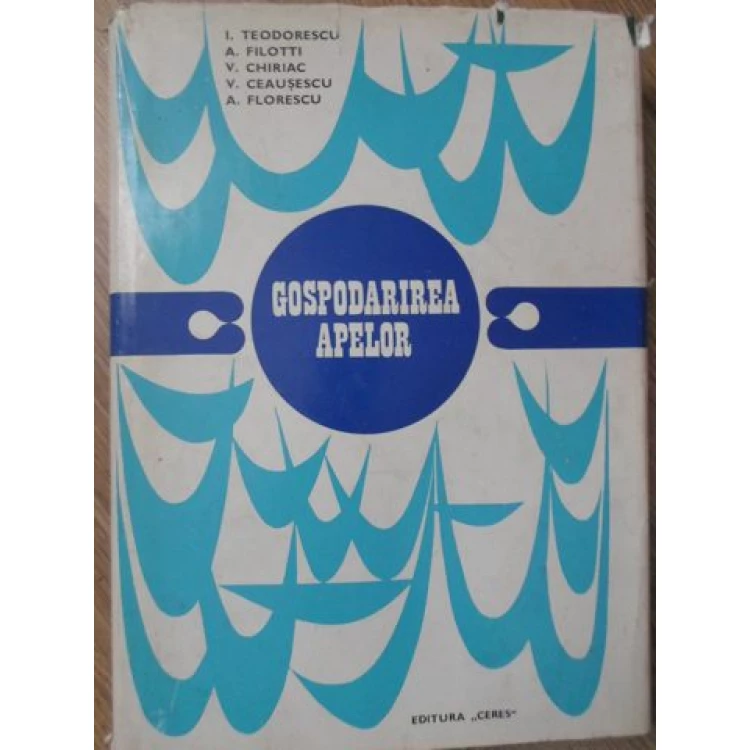 I. TEODORESCU
A. FILOTTI
V. CHIRIAC
V. CEAUȘESCU
A. FLORESCU
GOSPODARIREA
APELOR
EDITURA „CERES"